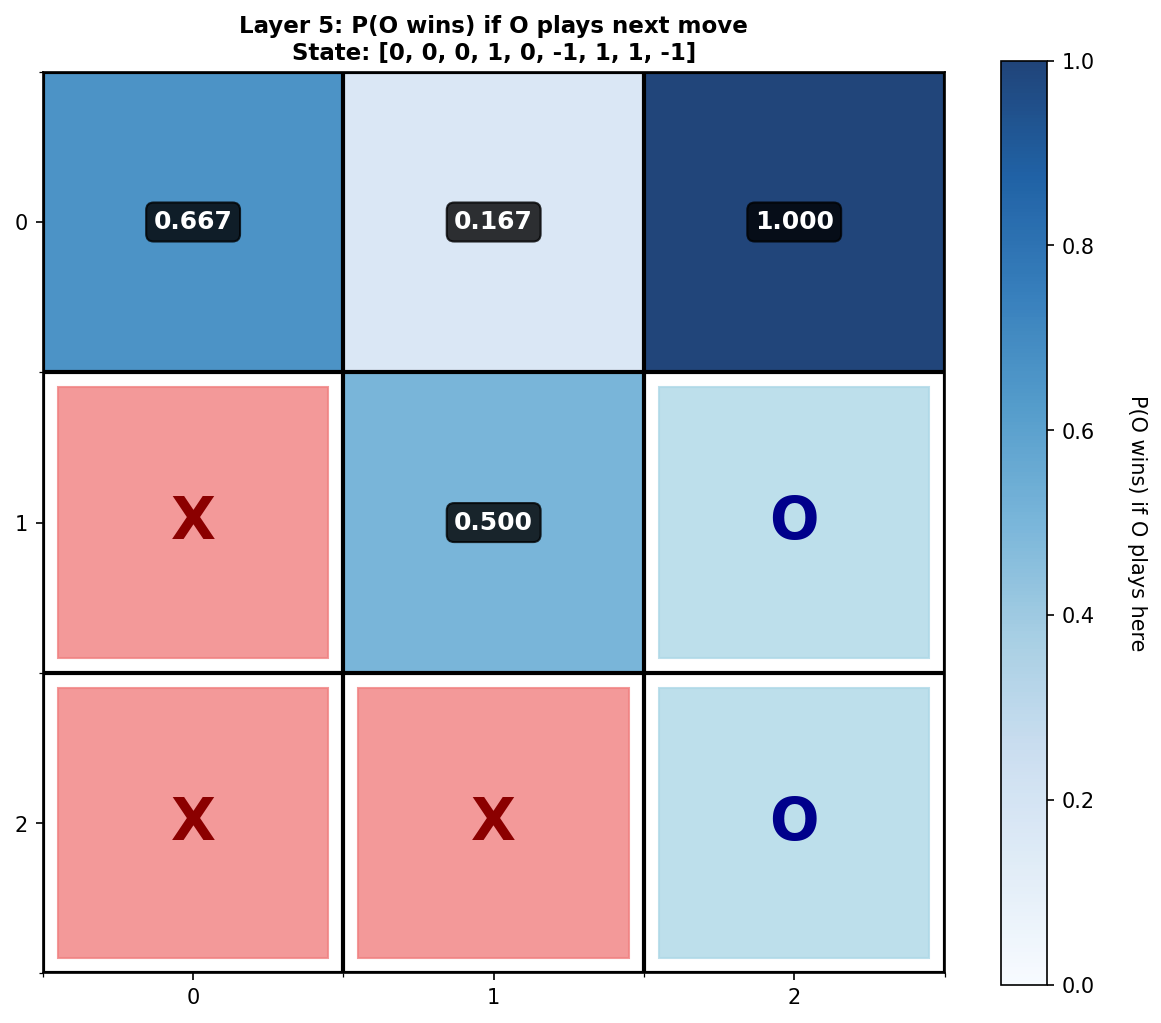 Layer 5: P(O wins) if O plays next move
State: [0, 0, 0, 1, 0, -1, 1, 1, -1]
0.667 0.167 1.000
X 0.500 O
X X O
0
1
2
0 1 2
1.0
0.8
0.6
0.4
0.2
0.0
P(O wins) if O plays here